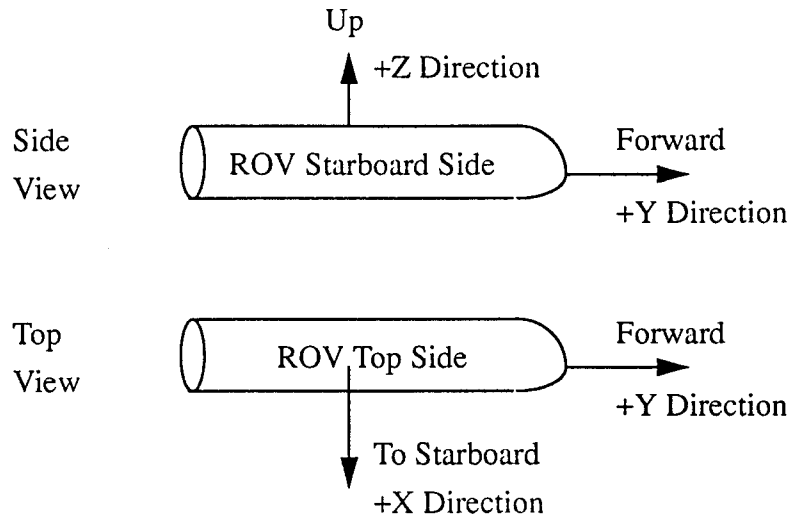 Up
+Z Direction
Side
View
ROV Starboard Side
Forward
+Y Direction
Top
View
ROV Top Side
Forward
+Y Direction
To Starboard
+X Direction